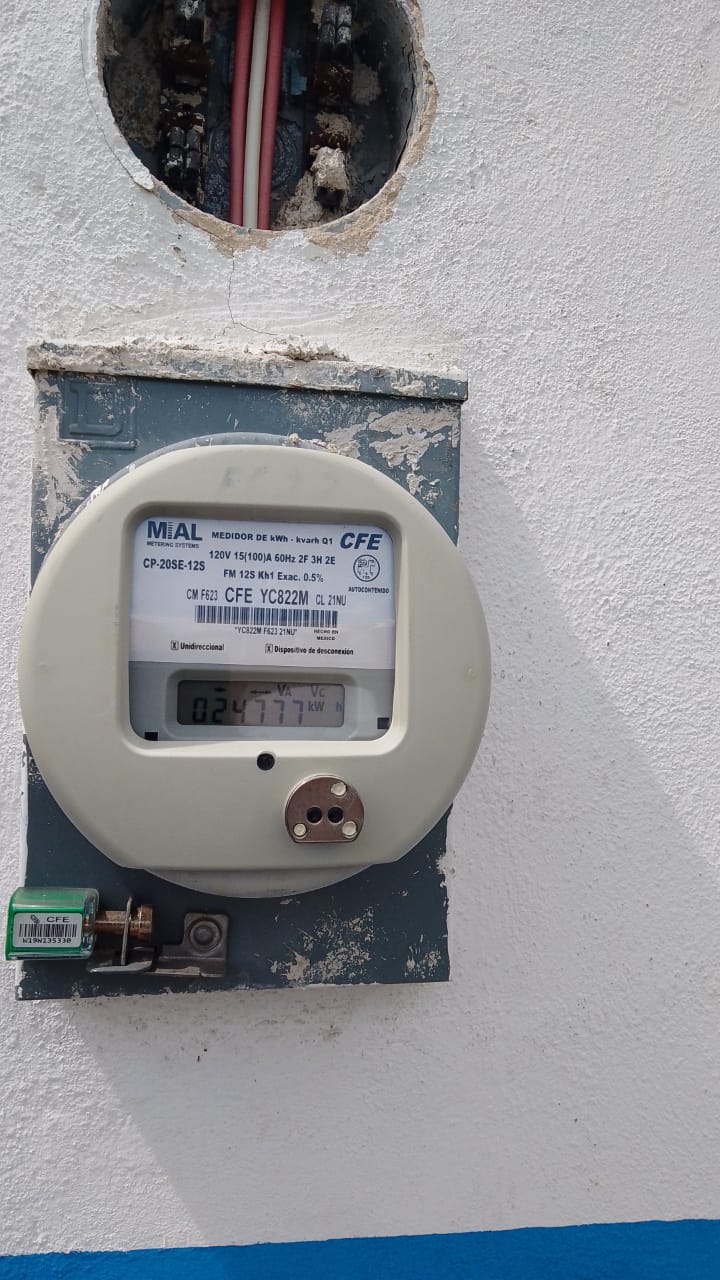 MIAL
METERING SYSTEMS
MEDIDOR DE kWh - kvarh Q1
CFE
120V 15(100)A 60Hz 2F 3H 2E
CP-20SE-12S
FM 12S Kh1 Exac. 0.5%
AUTOCONTENIDO
CM F623 CFE YC822M CL 21NU
"YC822M F623 21NU"
HECHO EN
MEXICO
X Unidireccional
X Dispositivo de desconexión
VA VC
024777 kW h
CFE
W19W135330